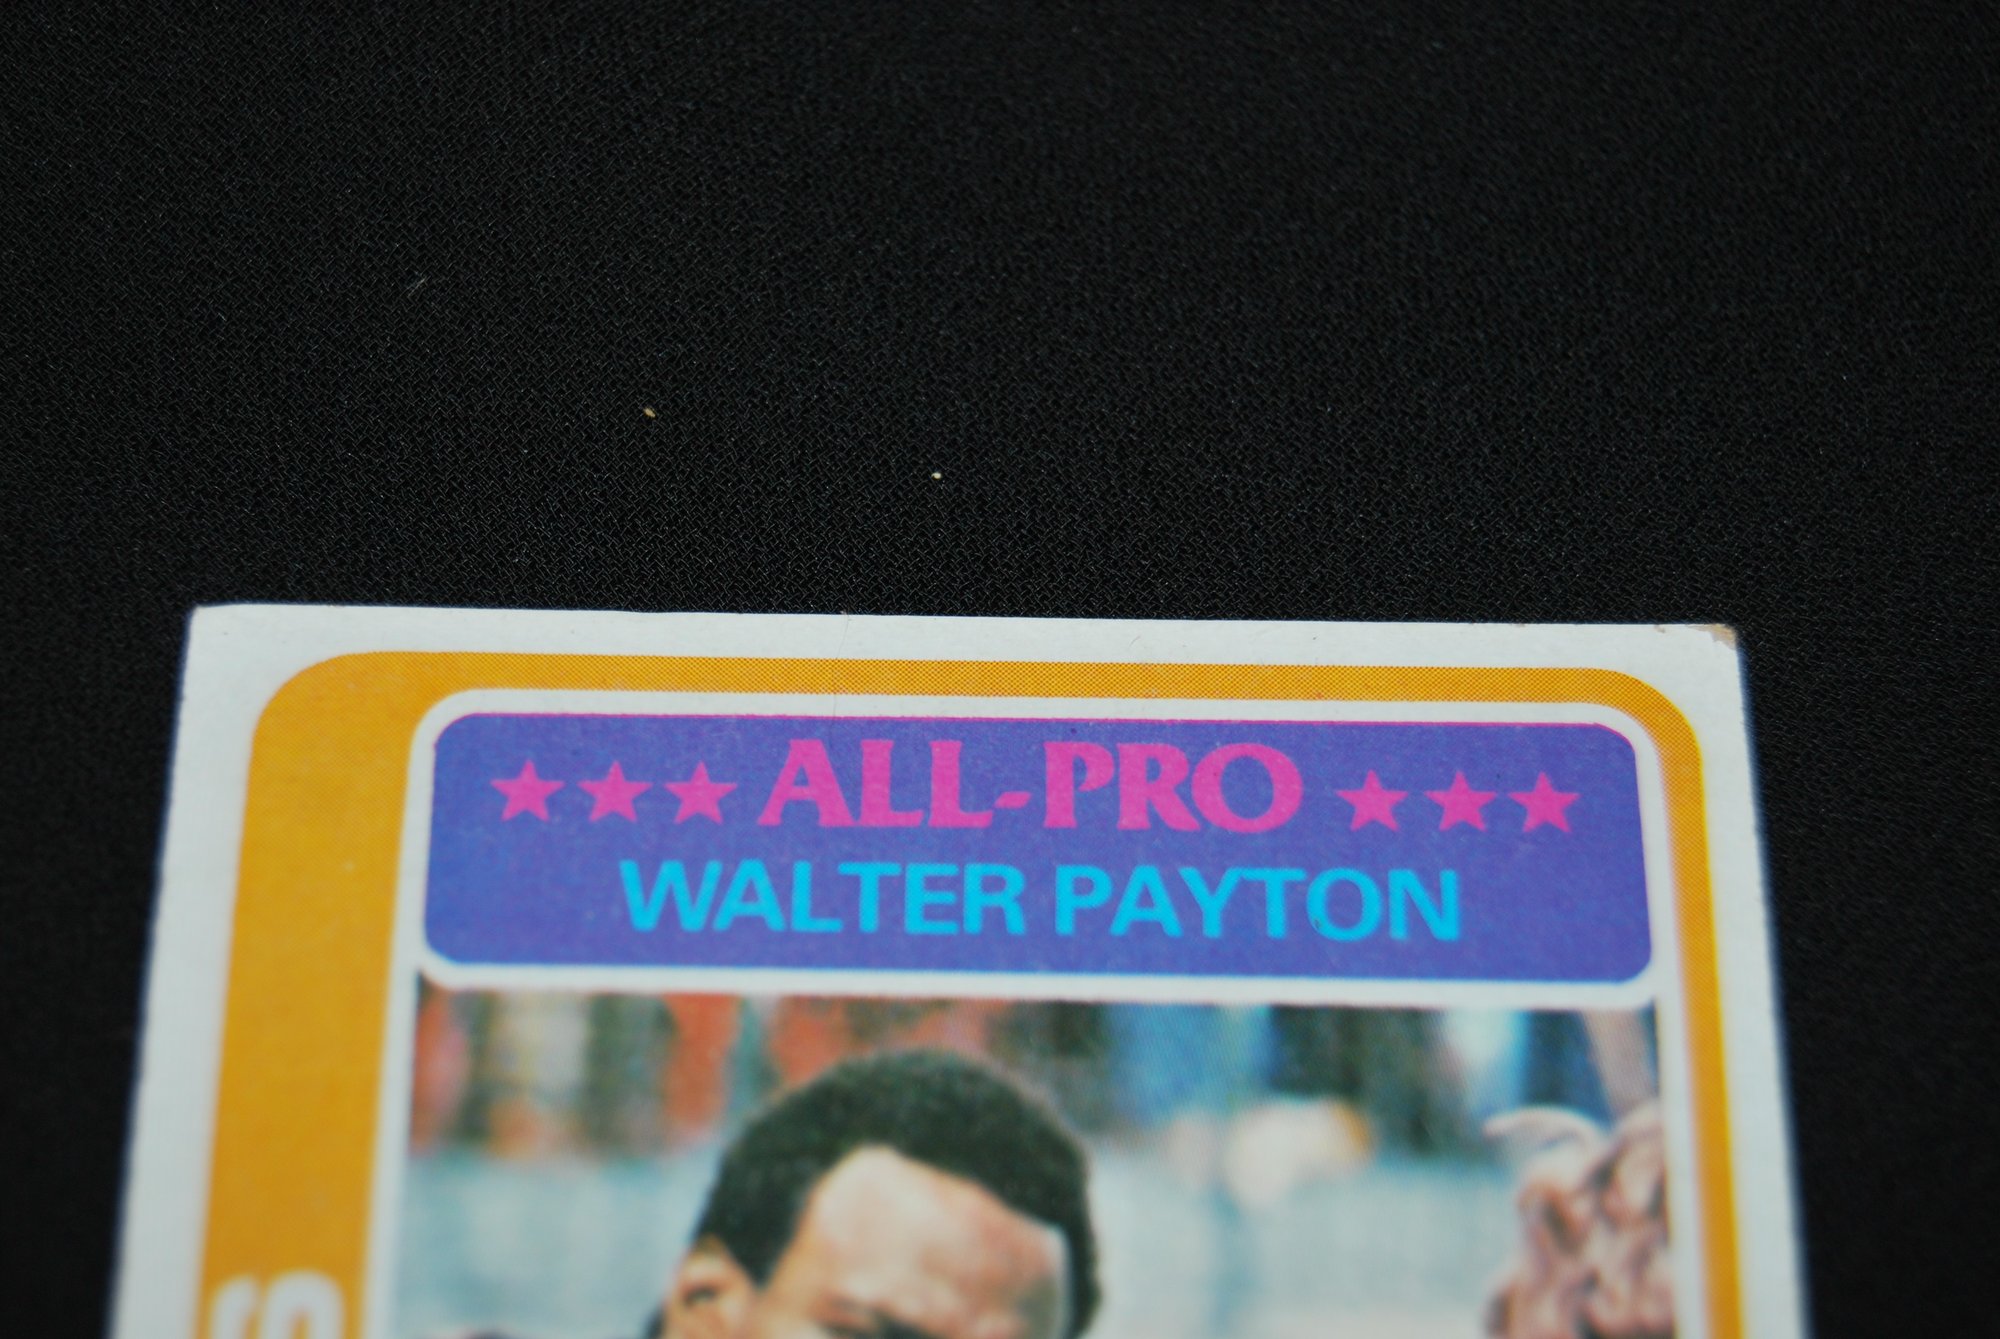 ★★★ALL-PRO★★★
WALTER PAYTON
S